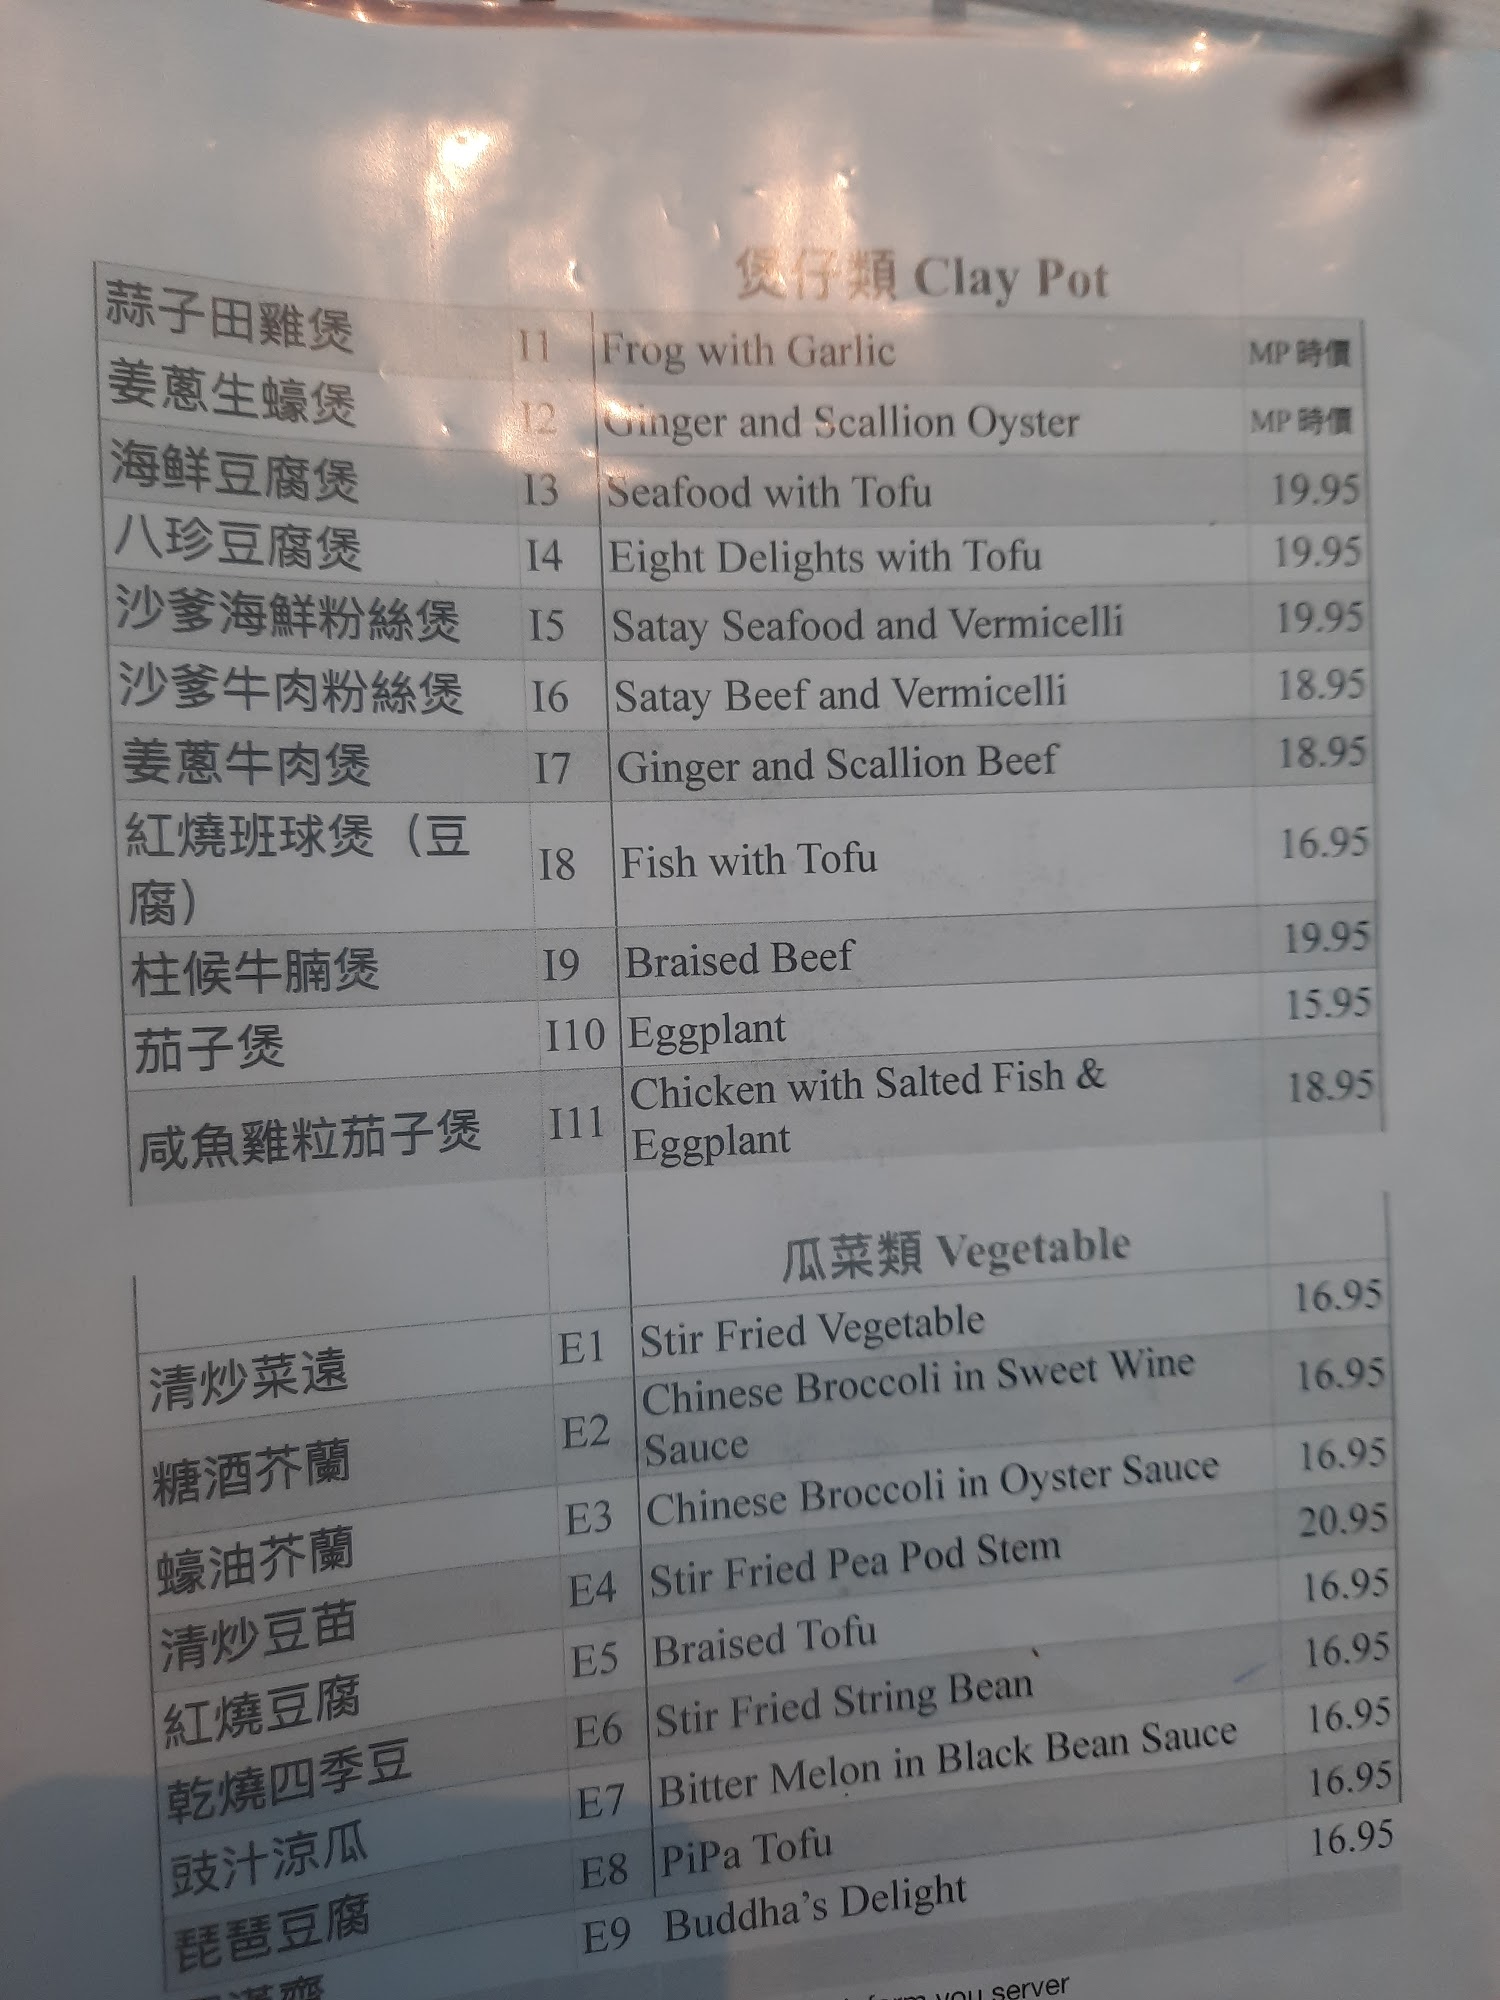 煲仔類 Clay Pot
蒜子田雞煲 I1 Frog with Garlic MP 時價
姜蔥生蠔煲 I2 Ginger and Scallion Oyster MP 時價
海鲜豆腐煲 I3 Seafood with Tofu 19.95
八珍豆腐煲 I4 Eight Delights with Tofu 19.95
沙爹海鮮粉絲煲 I5 Satay Seafood and Vermicelli 19.95
沙爹牛肉粉絲煲 I6 Satay Beef and Vermicelli 18.95
姜蔥牛肉煲 I7 Ginger and Scallion Beef 18.95
紅燒班球煲（豆
腐） I8 Fish with Tofu 16.95
柱候牛腩煲 I9 Braised Beef 19.95
茄子煲 I10 Eggplant 15.95
咸魚雞粒茄子煲 I11 Chicken with Salted Fish & 18.95
Eggplant
瓜菜類 Vegetable
清炒菜遠 E1 Stir Fried Vegetable 16.95
糖酒芥蘭 E2 Chinese Broccoli in Sweet Wine 16.95
Sauce
蠔油芥蘭 E3 Chinese Broccoli in Oyster Sauce 16.95
清炒豆苗 E4 Stir Fried Pea Pod Stem 20.95
紅燒豆腐 E5 Braised Tofu 16.95
乾燒四季豆 E6 Stir Fried String Bean 16.95
豉汁涼瓜 E7 Bitter Melon in Black Bean Sauce 16.95
琵琶豆腐 E8 PiPa Tofu 16.95
E9 Buddha's Delight 16.95
you server